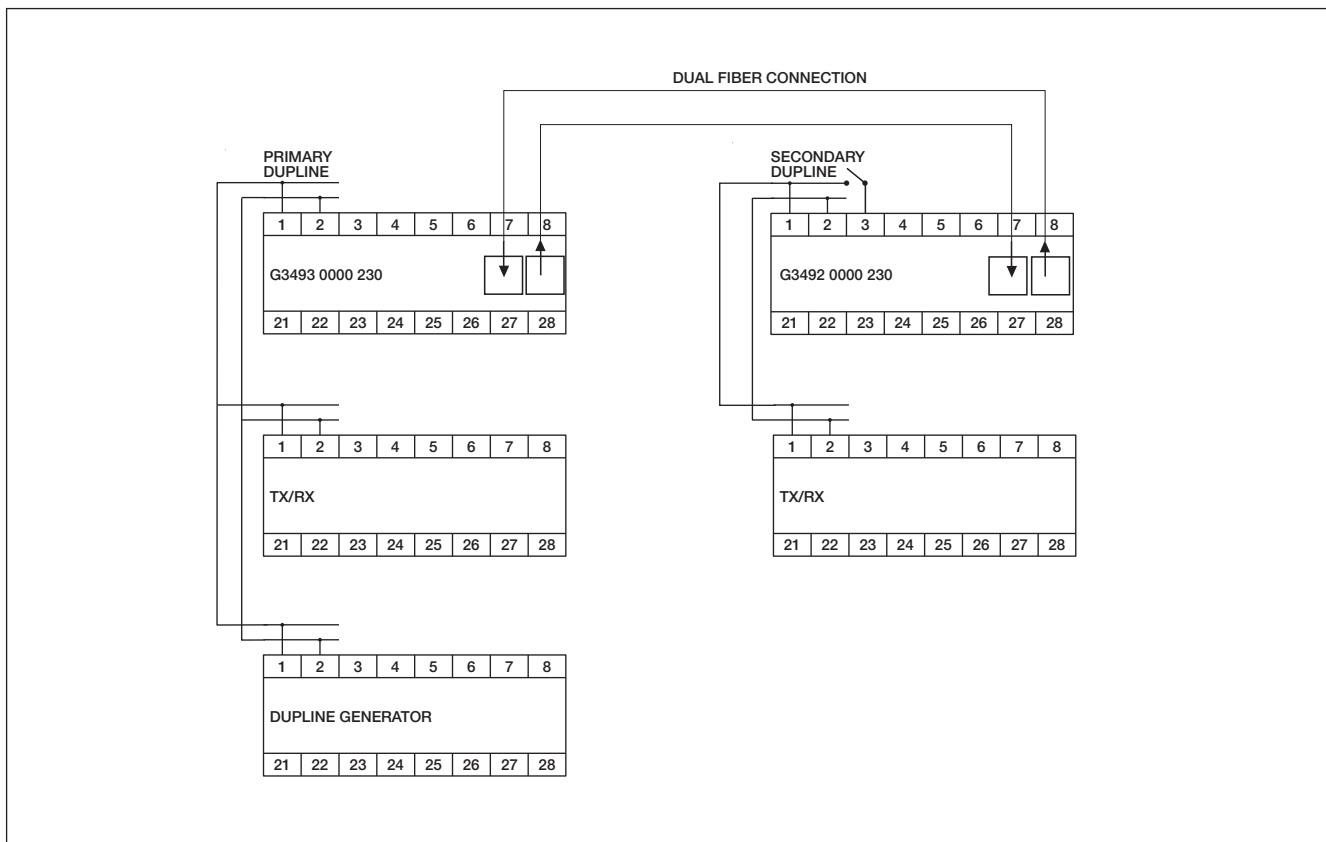 DUAL FIBER CONNECTION
PRIMARY
DUPLINE
SECONDARY
DUPLINE
1 2 3 4 5 6 7 8
G3493 0000 230
21 22 23 24 25 26 27 28
1 2 3 4 5 6 7 8
G3492 0000 230
21 22 23 24 25 26 27 28
1 2 3 4 5 6 7 8
TX/RX
21 22 23 24 25 26 27 28
1 2 3 4 5 6 7 8
TX/RX
21 22 23 24 25 26 27 28
1 2 3 4 5 6 7 8
DUPLINE GENERATOR
21 22 23 24 25 26 27 28